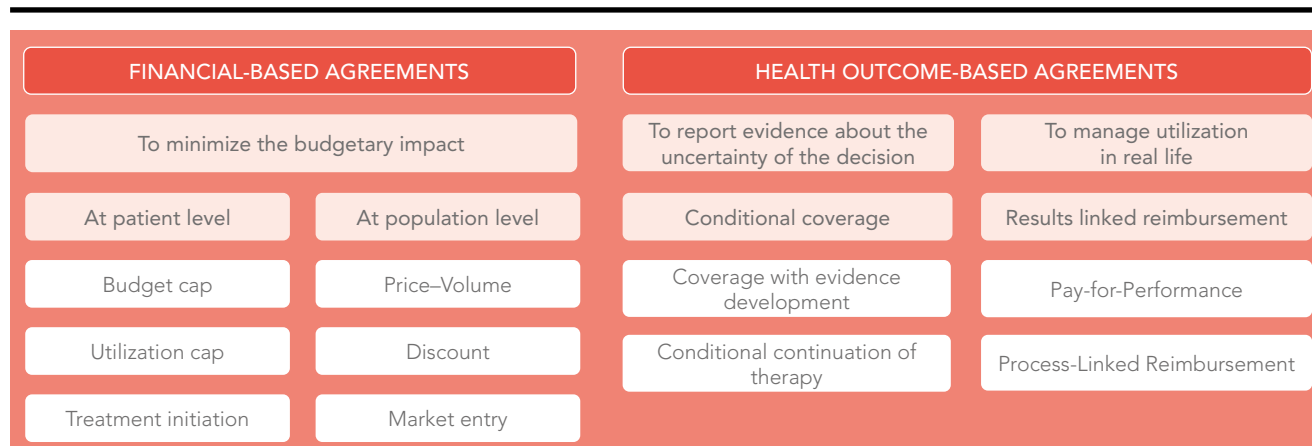 FINANCIAL-BASED AGREEMENTS
HEALTH OUTCOME-BASED AGREEMENTS
To minimize the budgetary impact
To report evidence about the
uncertainty of the decision
To manage utilization
in real life
At patient level
At population level
Conditional coverage
Results linked reimbursement
Budget cap
Price–Volume
Coverage with evidence
development
Pay-for-Performance
Utilization cap
Discount
Conditional continuation of
therapy
Process-Linked Reimbursement
Treatment initiation
Market entry